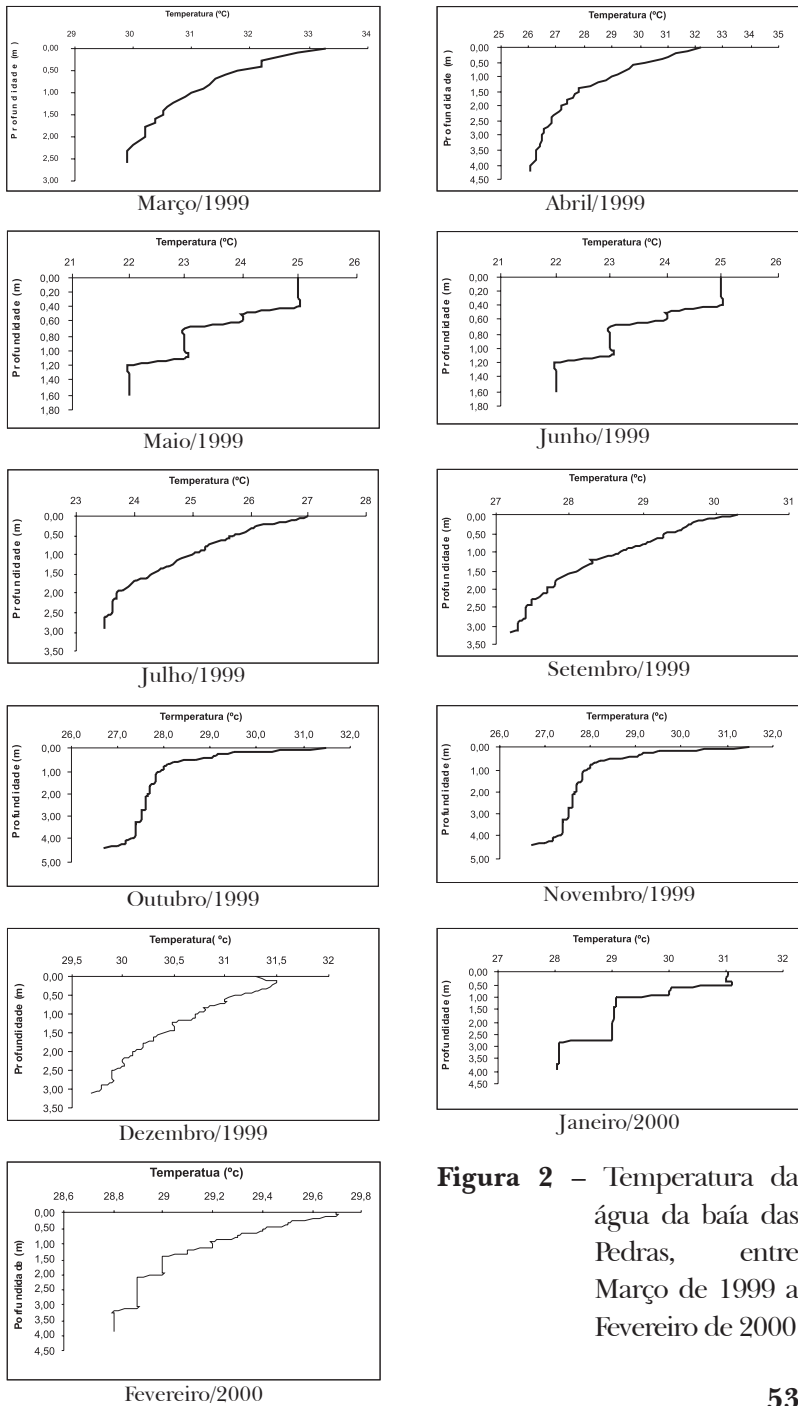 Temperatura (ºC)
29 30 31 32 33 34
Profundidade (m)
0,00
0,50
1,00
1,50
2,00
2,50
3,00
Março/1999
Temperatura (ºC)
25 26 27 28 29 30 31 32 33 34 35
Profundidade (m)
0,00
0,50
1,00
1,50
2,00
2,50
3,00
3,50
4,00
4,50
Abril/1999
Temperatura (ºC)
21 22 23 24 25 26
Profundidade (m)
0,00
0,20
0,40
0,60
0,80
1,00
1,20
1,40
1,60
1,80
Maio/1999
Temperatura (ºC)
21 22 23 24 25 26
Profundidade (m)
0,00
0,20
0,40
0,60
0,80
1,00
1,20
1,40
1,60
1,80
Junho/1999
Temperatura (ºC)
23 24 25 26 27 28
Profundidade (m)
0,00
0,50
1,00
1,50
2,00
2,50
3,00
3,50
Julho/1999
Temperatura (ºc)
27 28 29 30 31
Profundidade (m)
0,00
0,50
1,00
1,50
2,00
2,50
3,00
3,50
Setembro/1999
Termperatura (ºc)
26,0 27,0 28,0 29,0 30,0 31,0 32,0
Profundidade (m)
0,00
1,00
2,00
3,00
4,00
5,00
Outubro/1999
Termperatura (ºc)
26,0 27,0 28,0 29,0 30,0 31,0 32,0
Profundidade (m)
0,00
1,00
2,00
3,00
4,00
5,00
Novembro/1999
Temperatura( ºc)
29,5 30 30,5 31 31,5 32
Profundidade (m)
0,00
0,50
1,00
1,50
2,00
2,50
3,00
3,50
Dezembro/1999
Temperatura (ºc)
27 28 29 30 31 32
Profundidade (m)
0,00
0,50
1,00
1,50
2,00
2,50
3,00
3,50
4,00
4,50
Janeiro/2000
Temperatua (ºc)
28,6 28,8 29 29,2 29,4 29,6 29,8
Porfundidade (m)
0,00
0,50
1,00
1,50
2,00
2,50
3,00
3,50
4,00
4,50
Fevereiro/2000
Figura 2 – Temperatura da
água da baía das
Pedras, entre
Março de 1999 a
Fevereiro de 2000
53